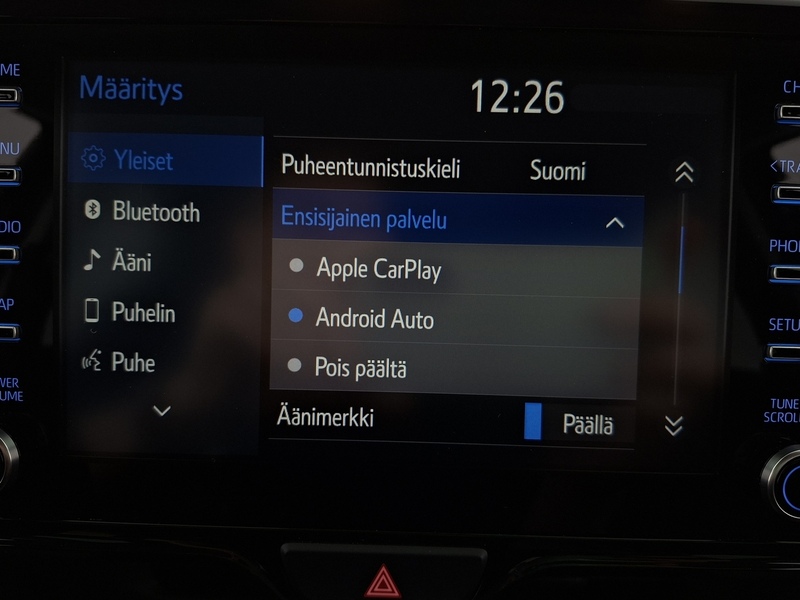 Määritys
12:26
Yleiset
Bluetooth
Ääni
Puhelin
Puhe
Puheentunnistuskieli Suomi
Ensisijainen palvelu
Apple CarPlay
Android Auto
Pois päältä
Äänimerkki Päällä